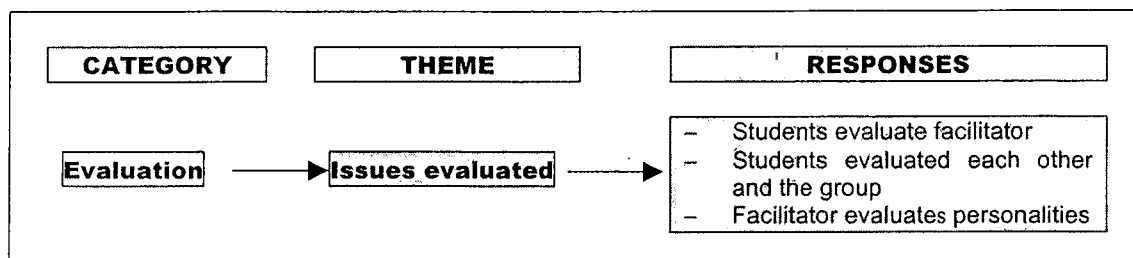 CATEGORY THEME RESPONSES
Evaluation Issues evaluated
– Students evaluate facilitator
– Students evaluated each other
and the group
– Facilitator evaluates personalities